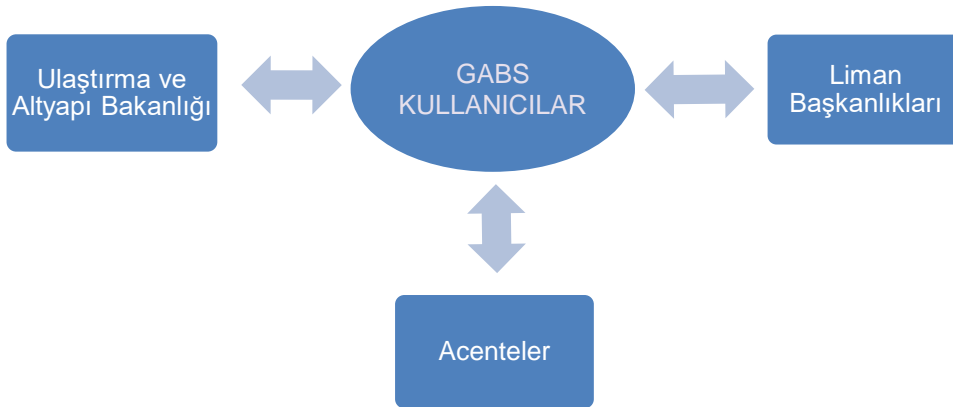 Ulaştırma ve
Altyapı Bakanlığı
GABS
KULLANICILAR
Liman
Başkanlıkları
Acenteler